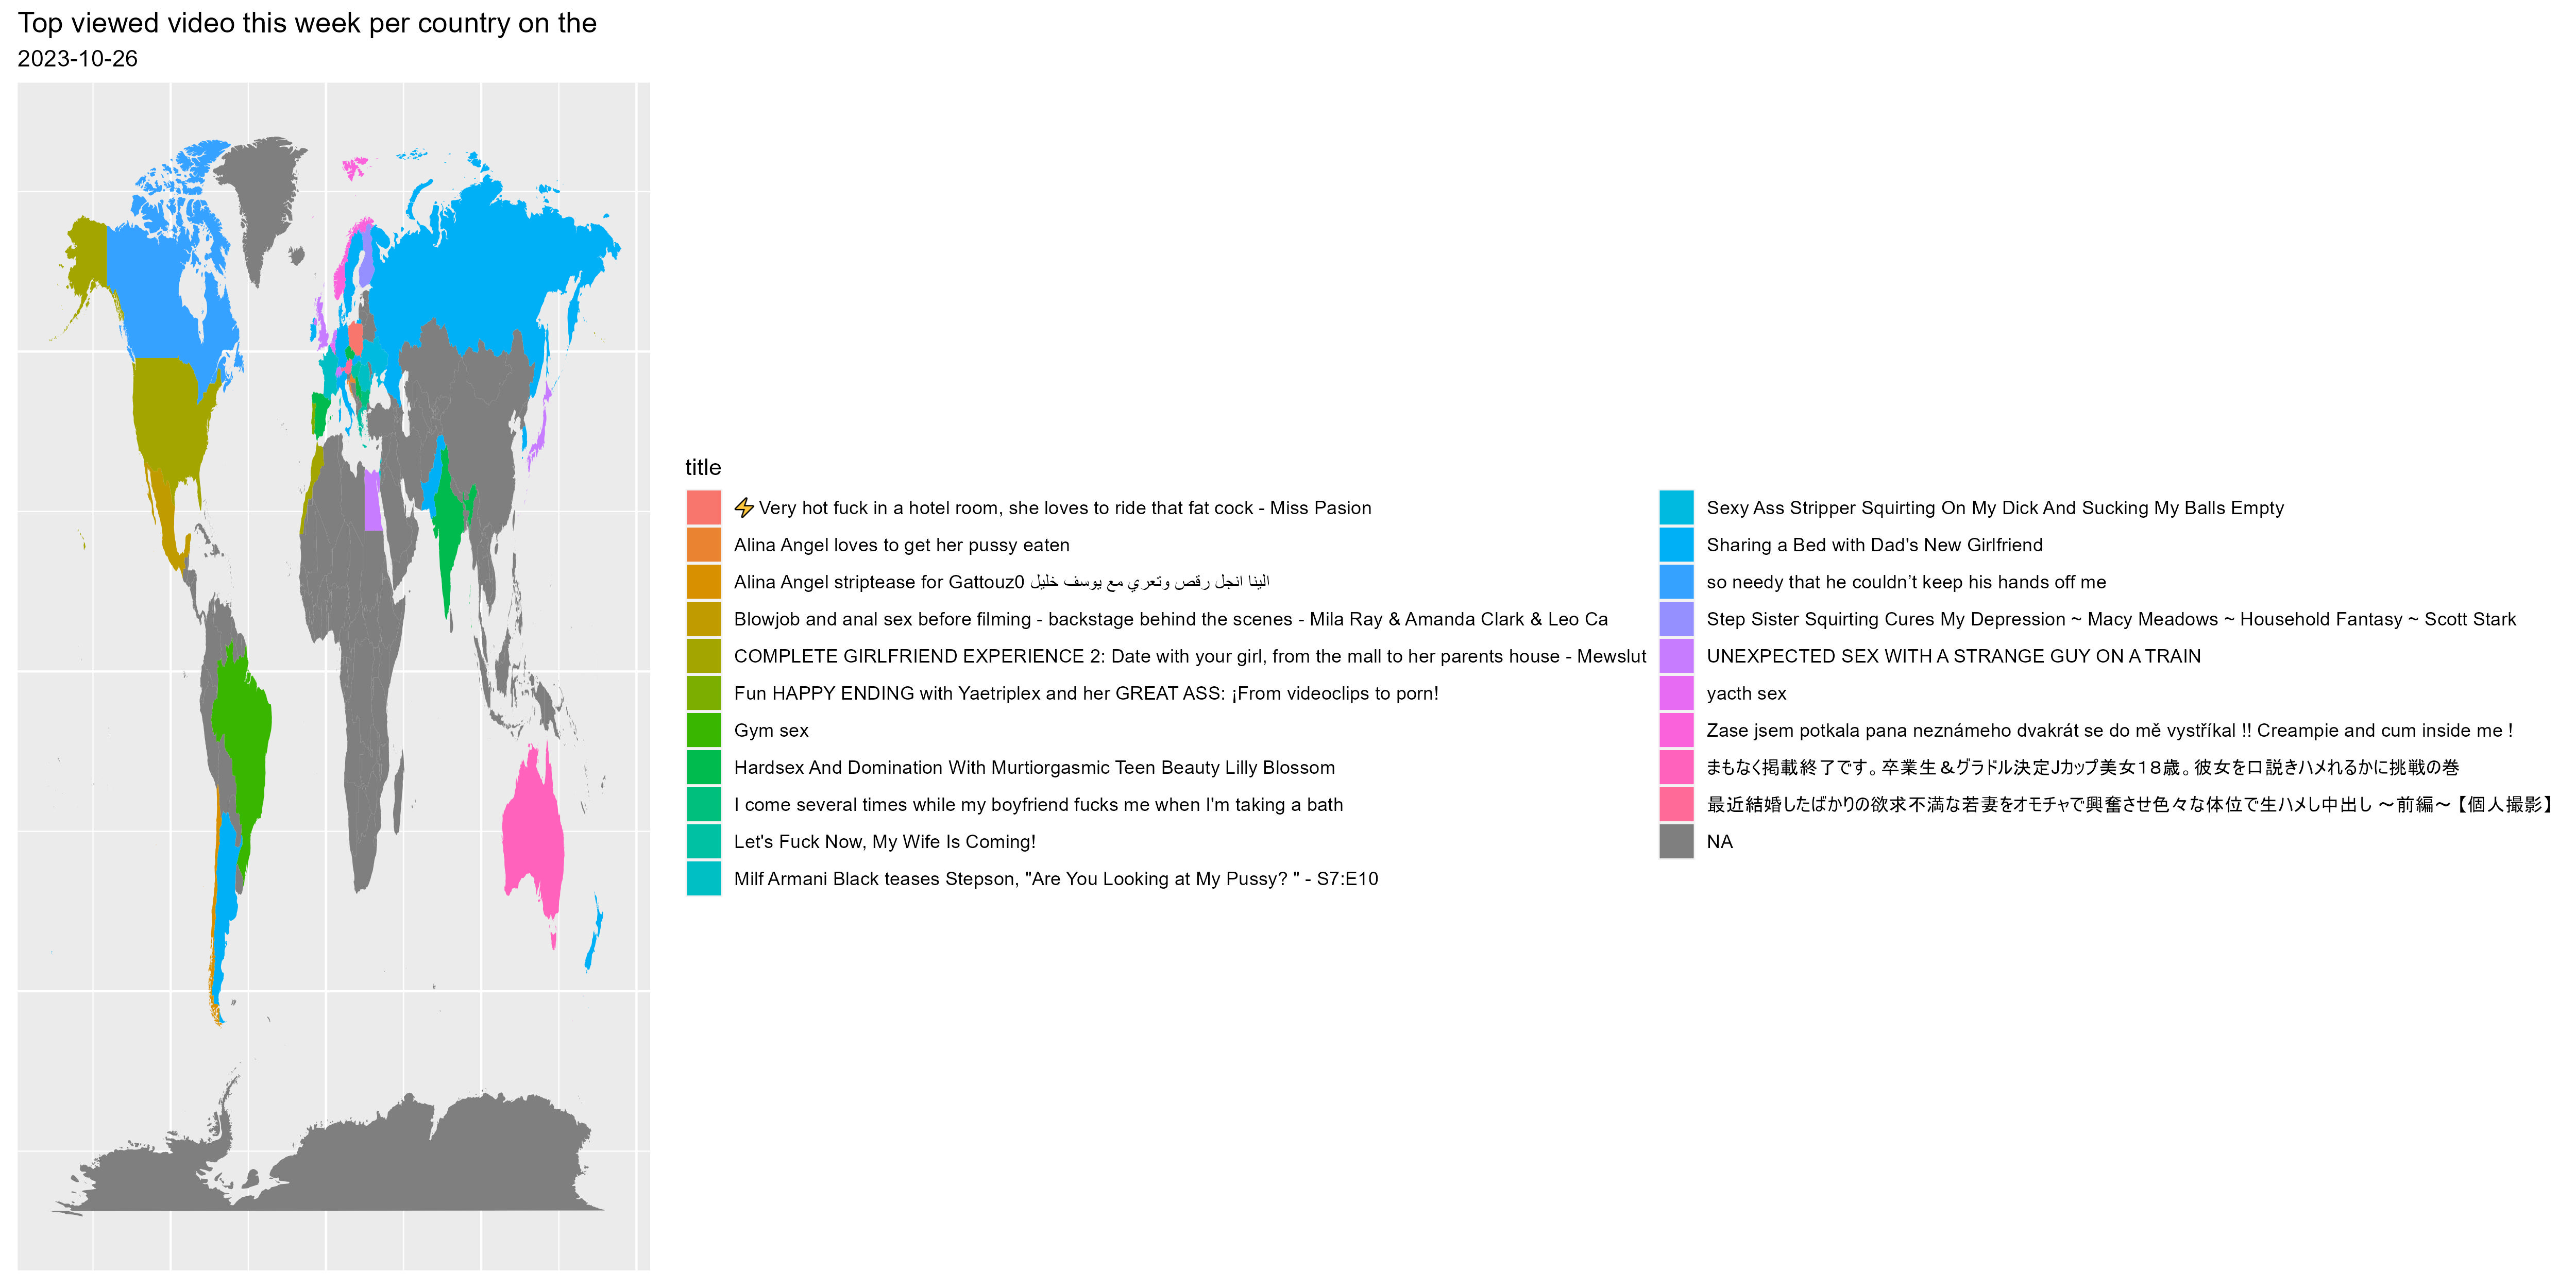 Top viewed video this week per country on the
2023-10-26
title
⚡ Very hot fuck in a hotel room, she loves to ride that fat cock - Miss Pasion
Alina Angel loves to get her pussy eaten
Alina Angel striptease for Gattouz0 الينا انجل رقص وتعري مع يوسف خليل
Blowjob and anal sex before filming - backstage behind the scenes - Mila Ray & Amanda Clark & Leo Ca
COMPLETE GIRLFRIEND EXPERIENCE 2: Date with your girl, from the mall to her parents house - Mewslut
Fun HAPPY ENDING with Yaetriplex and her GREAT ASS: ¡From videoclips to porn!
Gym sex
Hardsex And Domination With Murtiorgasmic Teen Beauty Lilly Blossom
I come several times while my boyfriend fucks me when I'm taking a bath
Let's Fuck Now, My Wife Is Coming!
Milf Armani Black teases Stepson, "Are You Looking at My Pussy? " - S7:E10
Sexy Ass Stripper Squirting On My Dick And Sucking My Balls Empty
Sharing a Bed with Dad's New Girlfriend
so needy that he couldn’t keep his hands off me
Step Sister Squirting Cures My Depression ~ Macy Meadows ~ Household Fantasy ~ Scott Stark
UNEXPECTED SEX WITH A STRANGE GUY ON A TRAIN
yacth sex
Zase jsem potkala pana neznámeho dvakrát se do mě vystříkal !! Creampie and cum inside me !
まもなく掲載終了です。卒業生&グラドル決定Jカップ美女18歳。彼女を口説きハメれるかに挑戦の巻
最近結婚したばかりの欲求不満な若妻をオモチャで興奮させ色々な体位で生ハメし中出し ～前編～【個人撮影】
NA